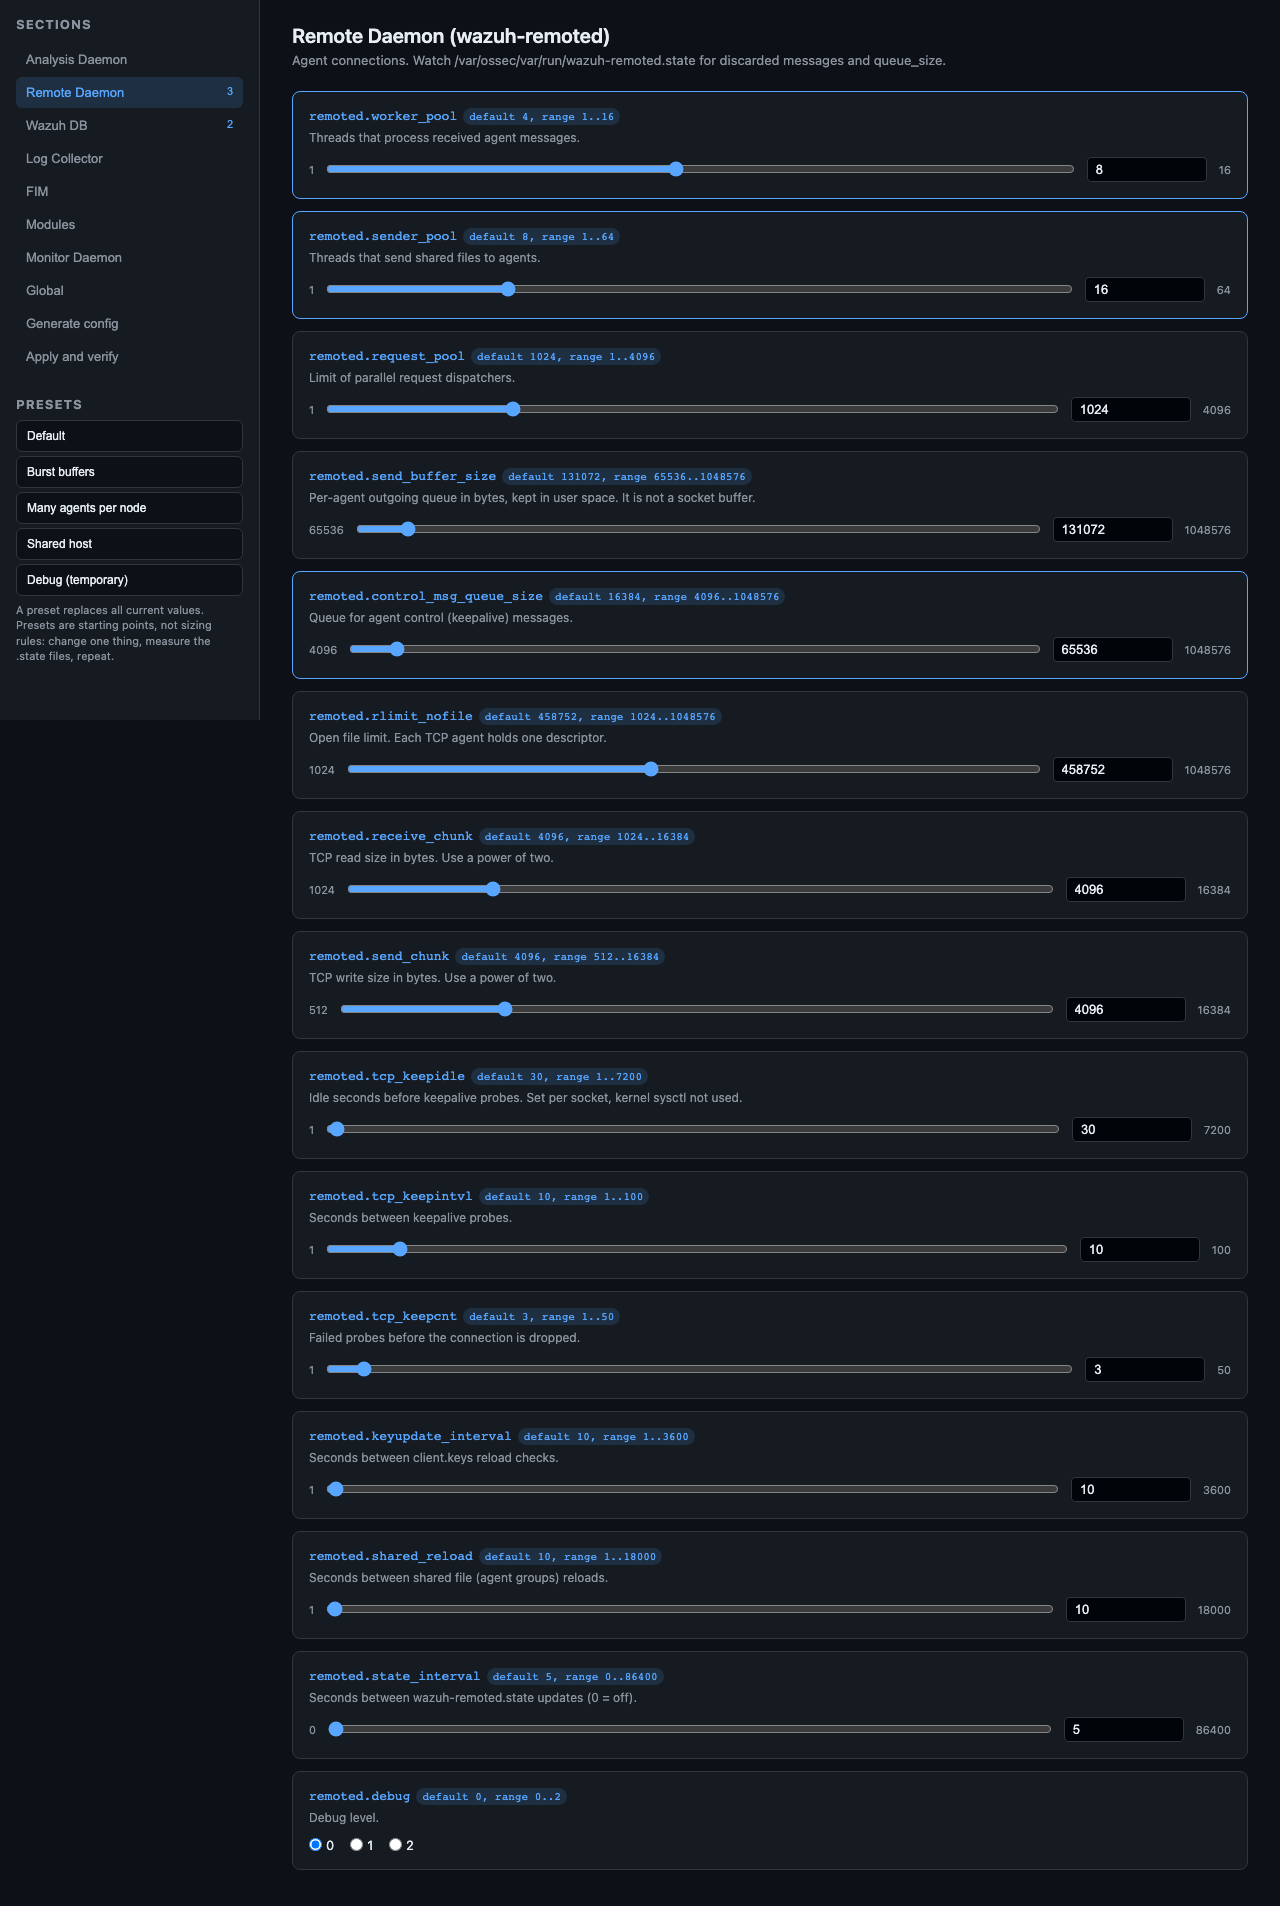 SECTIONS
Analysis Daemon
Remote Daemon 3
Wazuh DB 2
Log Collector
FIM
Modules
Monitor Daemon
Global
Generate config
Apply and verify
PRESETS
Default
Burst buffers
Many agents per node
Shared host
Debug (temporary)
A preset replaces all current values.
Presets are starting points, not sizing
rules: change one thing, measure the
.state files, repeat.
Remote Daemon (wazuh-remoted)
Agent connections. Watch /var/ossec/var/run/wazuh-remoted.state for discarded messages and queue_size.
remoted.worker_pool default 4, range 1..16
Threads that process received agent messages.
1 8 16
remoted.sender_pool default 8, range 1..64
Threads that send shared files to agents.
1 16 64
remoted.request_pool default 1024, range 1..4096
Limit of parallel request dispatchers.
1 1024 4096
remoted.send_buffer_size default 131072, range 65536..1048576
Per-agent outgoing queue in bytes, kept in user space. It is not a socket buffer.
65536 131072 1048576
remoted.control_msg_queue_size default 16384, range 4096..1048576
Queue for agent control (keepalive) messages.
4096 65536 1048576
remoted.rlimit_nofile default 458752, range 1024..1048576
Open file limit. Each TCP agent holds one descriptor.
1024 458752 1048576
remoted.receive_chunk default 4096, range 1024..16384
TCP read size in bytes. Use a power of two.
1024 4096 16384
remoted.send_chunk default 4096, range 512..16384
TCP write size in bytes. Use a power of two.
512 4096 16384
remoted.tcp_keepidle default 30, range 1..7200
Idle seconds before keepalive probes. Set per socket, kernel sysctl not used.
1 30 7200
remoted.tcp_keepintvl default 10, range 1..100
Seconds between keepalive probes.
1 10 100
remoted.tcp_keepcnt default 3, range 1..50
Failed probes before the connection is dropped.
1 3 50
remoted.keyupdate_interval default 10, range 1..3600
Seconds between client.keys reload checks.
1 10 3600
remoted.shared_reload default 10, range 1..18000
Seconds between shared file (agent groups) reloads.
1 10 18000
remoted.state_interval default 5, range 0..86400
Seconds between wazuh-remoted.state updates (0 = off).
0 5 86400
remoted.debug default 0, range 0..2
Debug level.
0 1 2